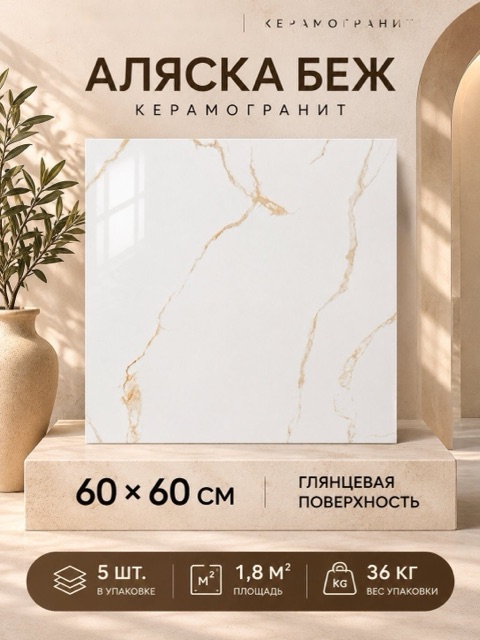 КЕРАМОГРАНИТ
АЛЯСКА БЕЖ
КЕРАМОГРАНИТ
60 × 60 СМ
ГЛЯНЦЕВАЯ
ПОВЕРХНОСТЬ
5 ШТ.
В УПАКОВКЕ
М²
1,8 М²
ПЛОЩАДЬ
KG
36 КГ
ВЕС УПАКОВКИ